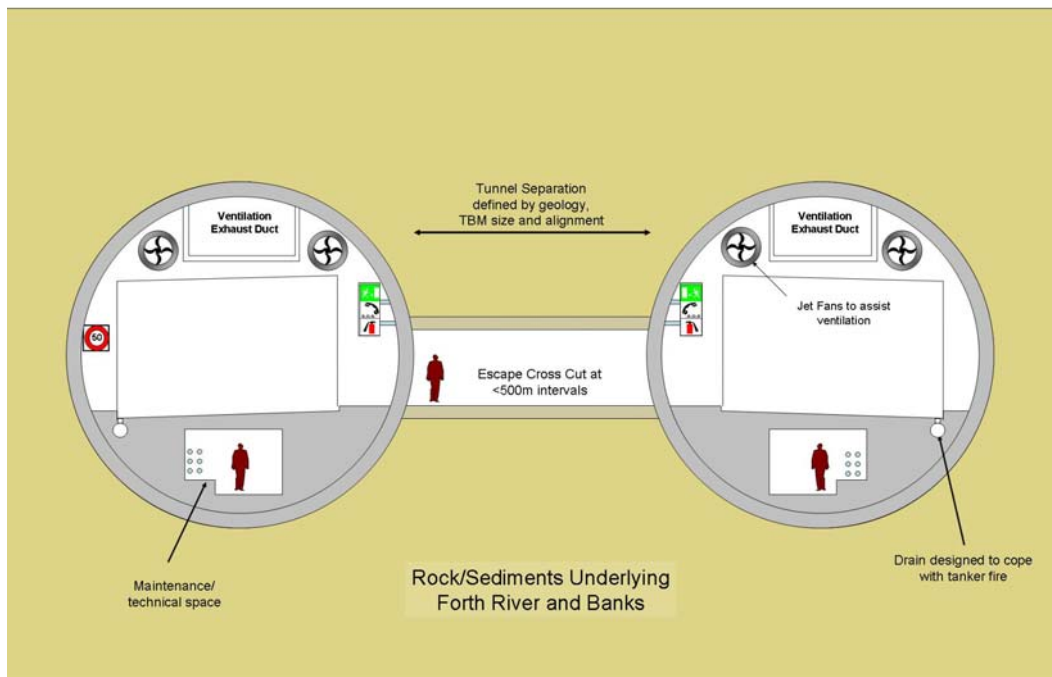 Tunnel Separation
defined by geology,
TBM size and alignment
Ventilation
Exhaust Duct
Ventilation
Exhaust Duct
Jet Fans to assist
ventilation
50
Escape Cross Cut at
<500m intervals
Maintenance/
technical space
Drain designed to cope
with tanker fire
Rock/Sediments Underlying
Forth River and Banks